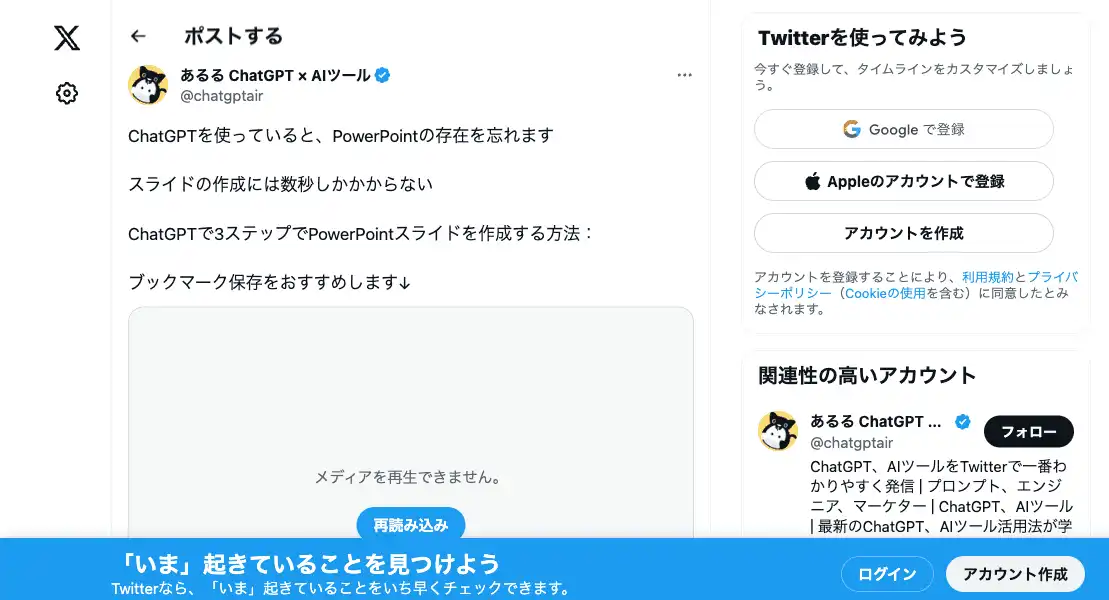 ポストする
あるる ChatGPT × AIツール
@chatgptair
ChatGPTを使っていると、PowerPointの存在を忘れます
スライドの作成には数秒しかかからない
ChatGPTで3ステップでPowerPointスライドを作成する方法：
ブックマーク保存をおすすめします↓
メディアを再生できません。
再読み込み
Twitterを使ってみよう
今すぐ登録して、タイムラインをカスタマイズしましょ
う。
Google で登録
Appleのアカウントで登録
アカウントを作成
アカウントを登録することにより、利用規約とプライバ
シーポリシー（Cookieの使用を含む）に同意したとみ
なされます。
関連性の高いアカウント
あるる ChatGPT ...
@chatgptair
フォロー
ChatGPT、AIツールをTwitterで一番わ
かりやすく発信 | プロンプト、エンジ
ニア、マーケター | ChatGPT、AIツール
| 最新のChatGPT、AIツール活用法が学
「いま」起きていることを見つけよう
Twitterなら、「いま」起きていることをいち早くチェックできます。
ログイン
アカウント作成